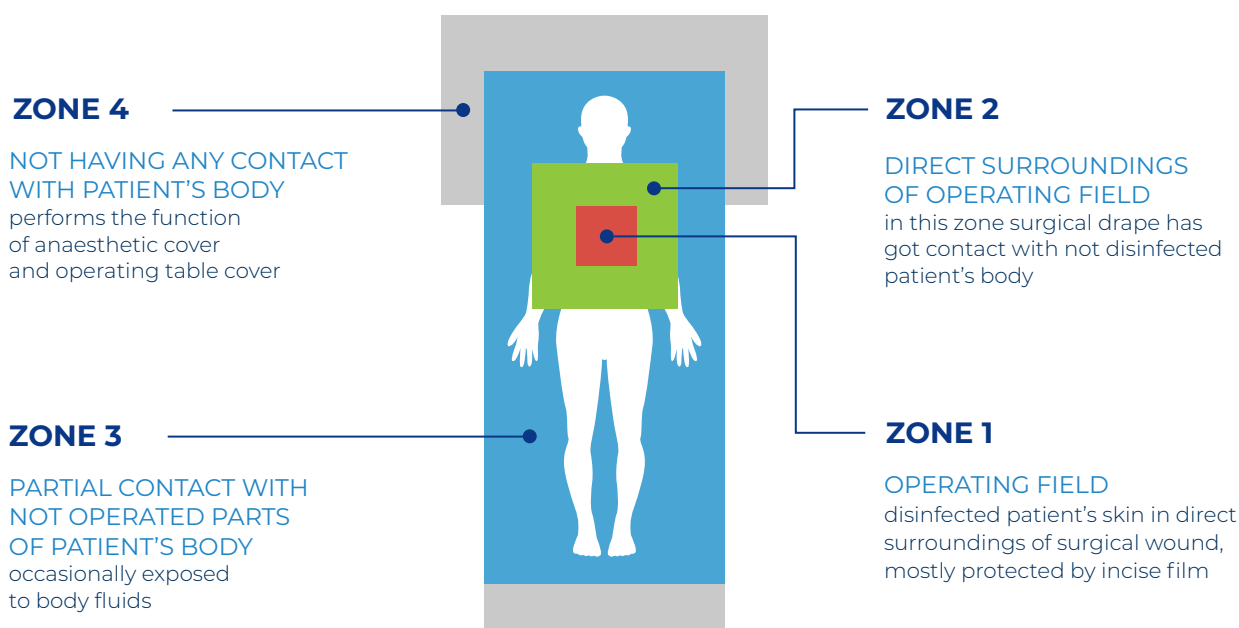 ZONE 4
NOT HAVING ANY CONTACT
WITH PATIENT’S BODY
performs the function
of anaesthetic cover
and operating table cover
ZONE 3
PARTIAL CONTACT WITH
NOT OPERATED PARTS
OF PATIENT’S BODY
occasionally exposed
to body fluids
ZONE 2
DIRECT SURROUNDINGS
OF OPERATING FIELD
in this zone surgical drape has
got contact with not disinfected
patient’s body
ZONE 1
OPERATING FIELD
disinfected patient’s skin in direct
surroundings of surgical wound,
mostly protected by incise film